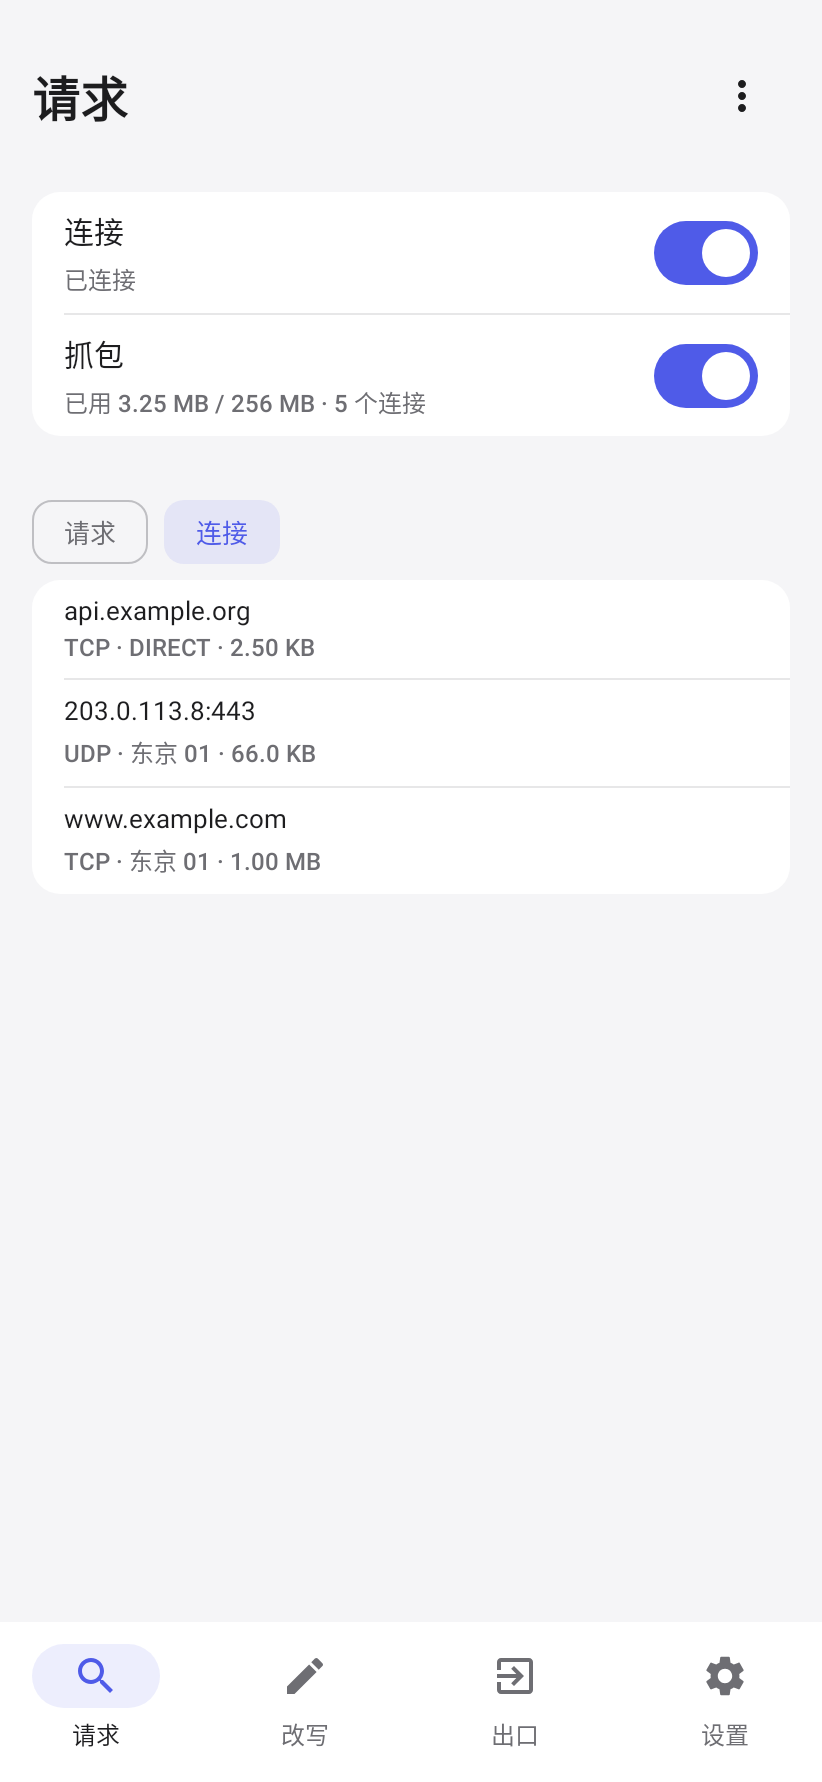 请求
连接
已连接
抓包
已用 3.25 MB / 256 MB · 5 个连接
请求
连接
api.example.org
TCP · DIRECT · 2.50 KB
203.0.113.8:443
UDP · 东京 01 · 66.0 KB
www.example.com
TCP · 东京 01 · 1.00 MB
请求
改写
出口
设置